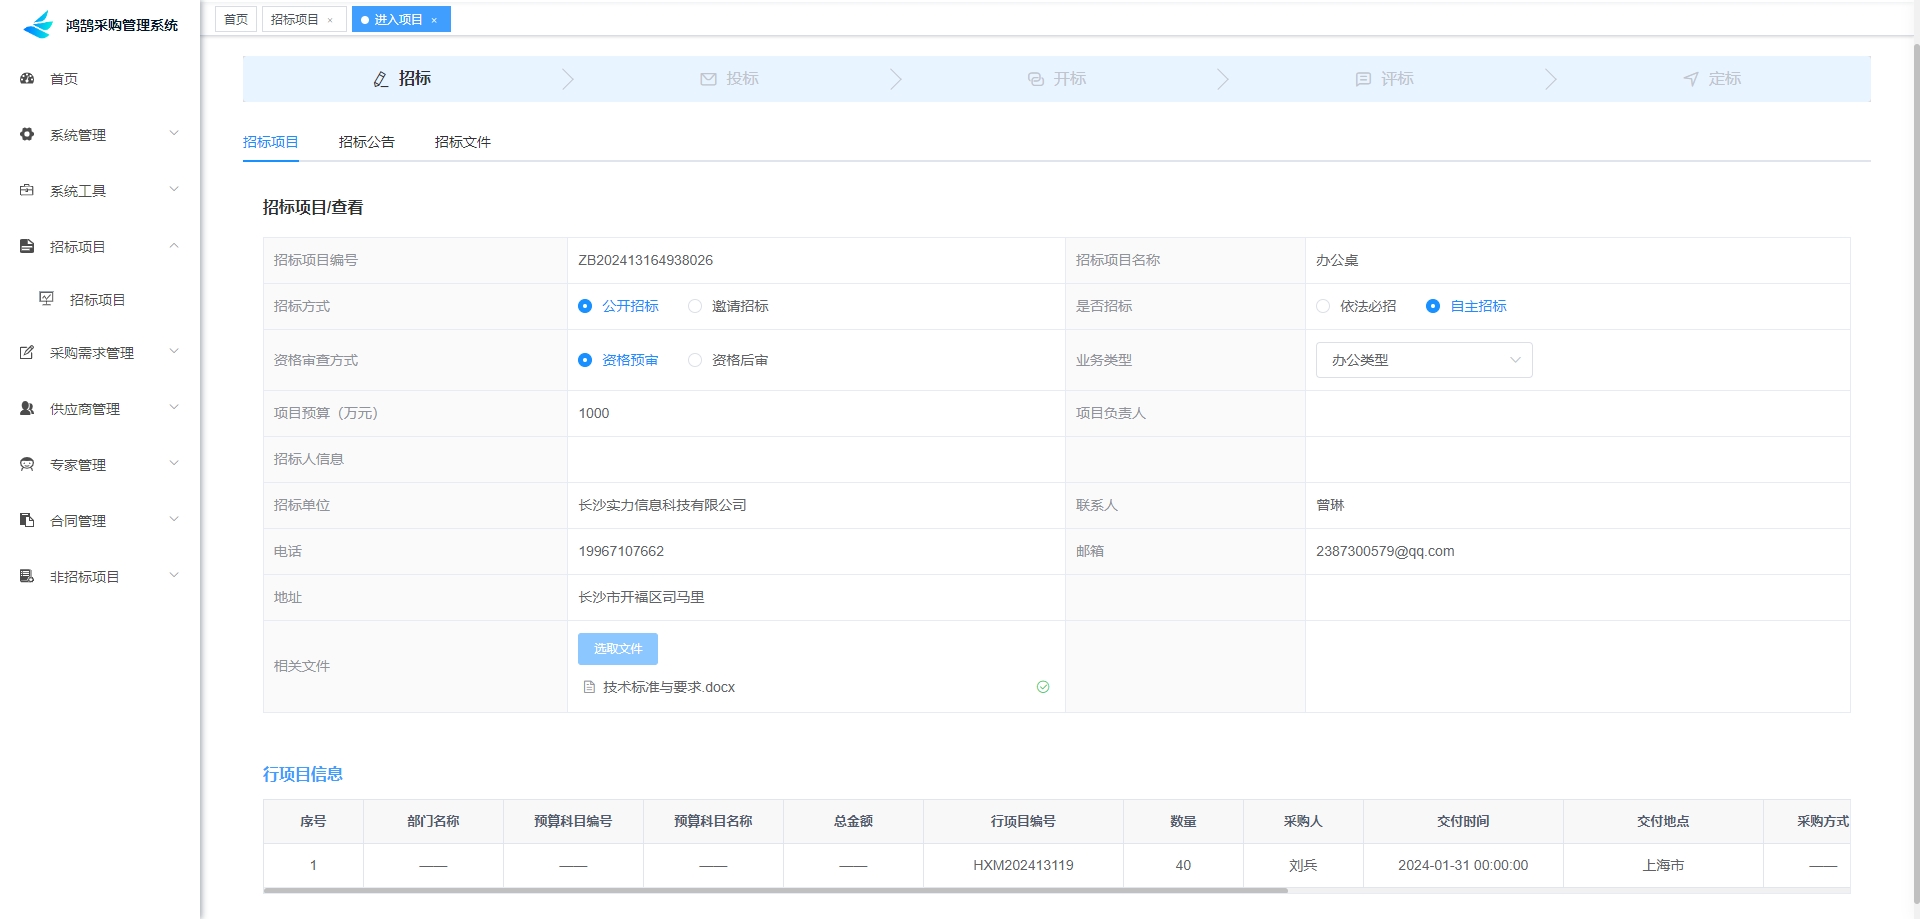 鸿鹄采购管理系统
首页
系统管理
系统工具
招标项目
招标项目
采购需求管理
供应商管理
专家管理
合同管理
非招标项目
首页 招标项目 × 进入项目 ×
招标 投标 开标 评标 定标
招标项目 招标公告 招标文件
招标项目/查看
招标项目编号 ZB202413164938026 招标项目名称 办公桌
招标方式 公开招标 邀请招标 是否招标 依法必招 自主招标
资格审查方式 资格预审 资格后审 业务类型 办公类型
项目预算（万元） 1000 项目负责人
招标人信息
招标单位 长沙实力信息科技有限公司 联系人 曾琳
电话 19967107662 邮箱 2387300579@qq.com
地址 长沙市开福区司马里
相关文件 选取文件
技术标准与要求.docx
行项目信息
序号 部门名称 预算科目编号 预算科目名称 总金额 行项目编号 数量 采购人 交付时间 交付地点 采购方式
1 —— —— —— —— HXM202413119 40 刘兵 2024-01-31 00:00:00 上海市 ——